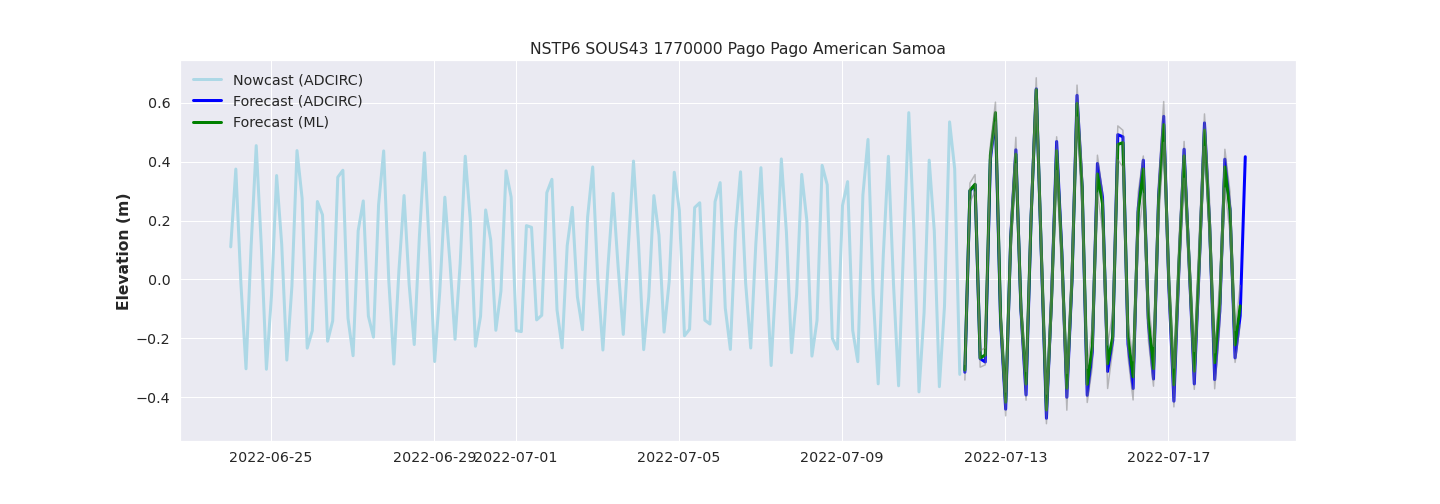 NSTP6 SOUS43 1770000 Pago Pago American Samoa
Nowcast (ADCIRC)
Forecast (ADCIRC)
Forecast (ML)
Elevation (m)
0.6
0.4
0.2
0.0
−0.2
−0.4
2022-06-25
2022-06-29
2022-07-01
2022-07-05
2022-07-09
2022-07-13
2022-07-17